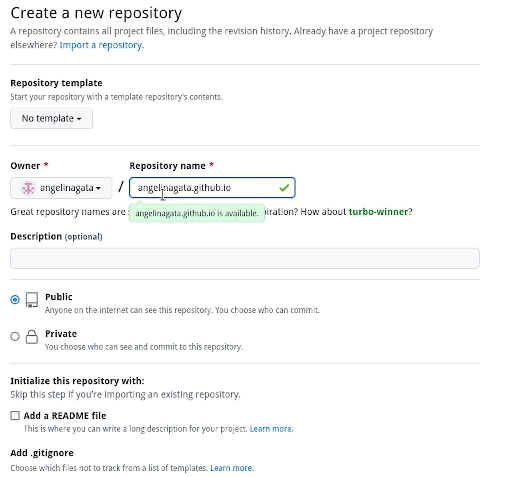 Create a new repository
A repository contains all project files, including the revision history. Already have a project repository
elsewhere? Import a repository.
Repository template
Start your repository with a template repository's contents.
No template
Owner * Repository name *
angelinagata / angelinagata.github.io
Great repository names are iration? How about turbo-winner?
angelinagata.github.io is available.
Description (optional)
Public
Anyone on the internet can see this repository. You choose who can commit.
Private
You choose who can see and commit to this repository.
Initialize this repository with:
Skip this step if you're importing an existing repository.
Add a README file
This is where you can write a long description for your project. Learn more.
Add .gitignore
Choose which files not to track from a list of templates. Learn more.